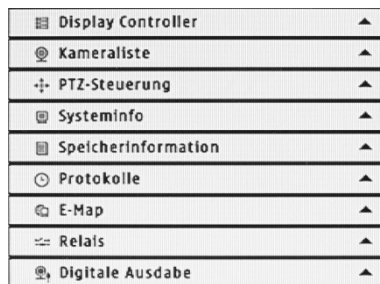 Display Controller
Kameraliste
PTZ-Steuerung
Systeminfo
Speicherinformation
Protokolle
E-Map
Relais
Digitale Ausdabe